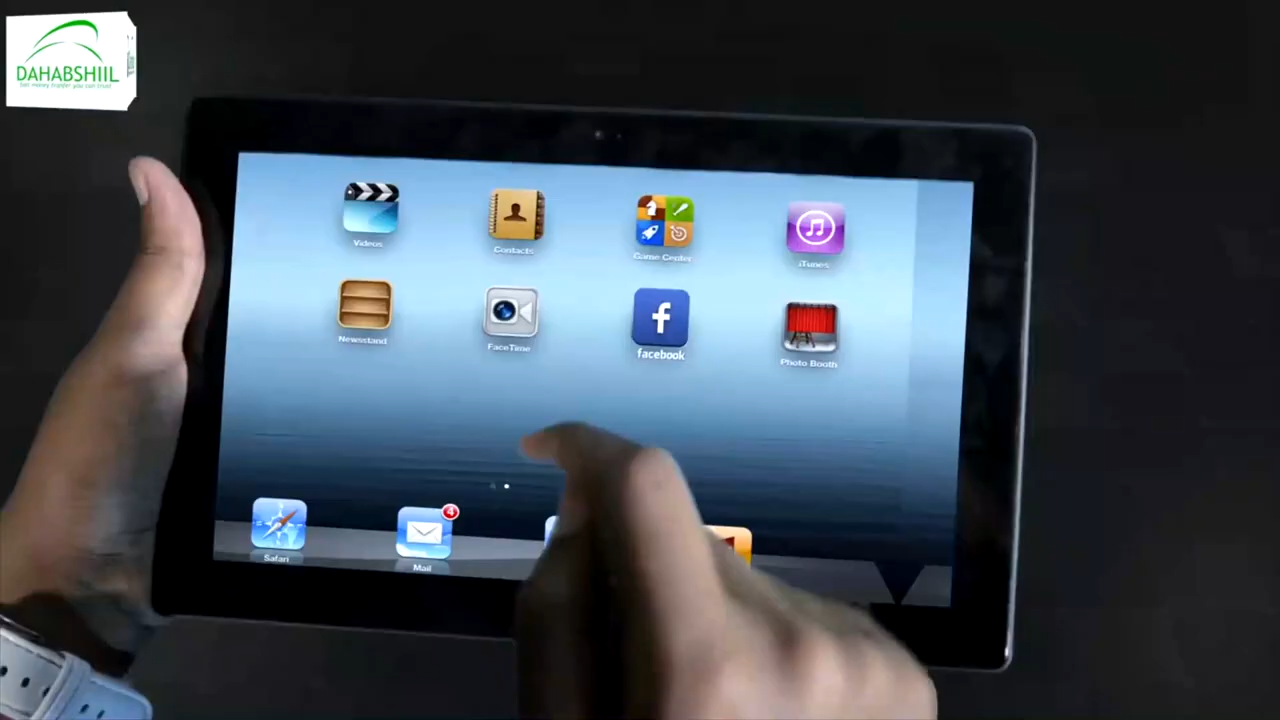 DAHABSHIIL
Videos
Contacts
Game Center
iTunes
Newsstand
FaceTime
facebook
Photo Booth
4
Safari
Mail